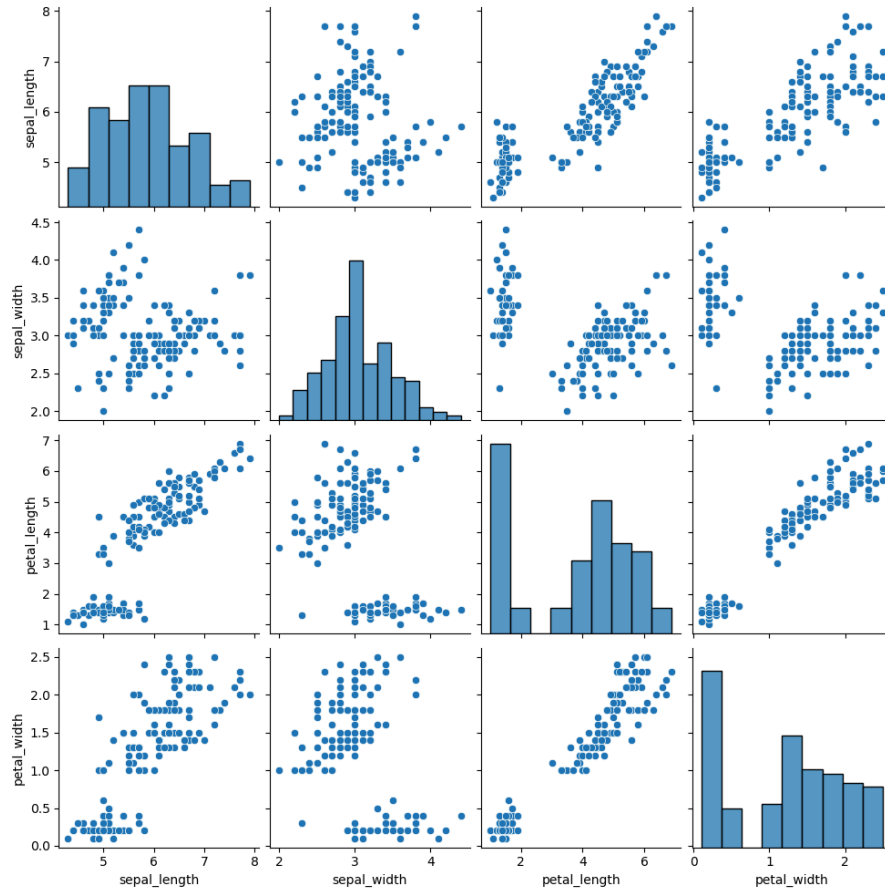 8
7
6
5
sepal_length
4.5
4.0
3.5
3.0
2.5
2.0
sepal_width
7
6
5
4
3
2
1
petal_length
2.5
2.0
1.5
1.0
0.5
0.0
petal_width
5 6 7 8
sepal_length
2 3 4
sepal_width
2 4 6
petal_length
0 1 2
petal_width